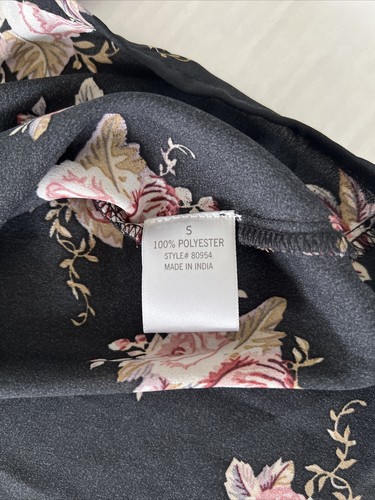 S
100% POLYESTER
STYLE# 80954
MADE IN INDIA